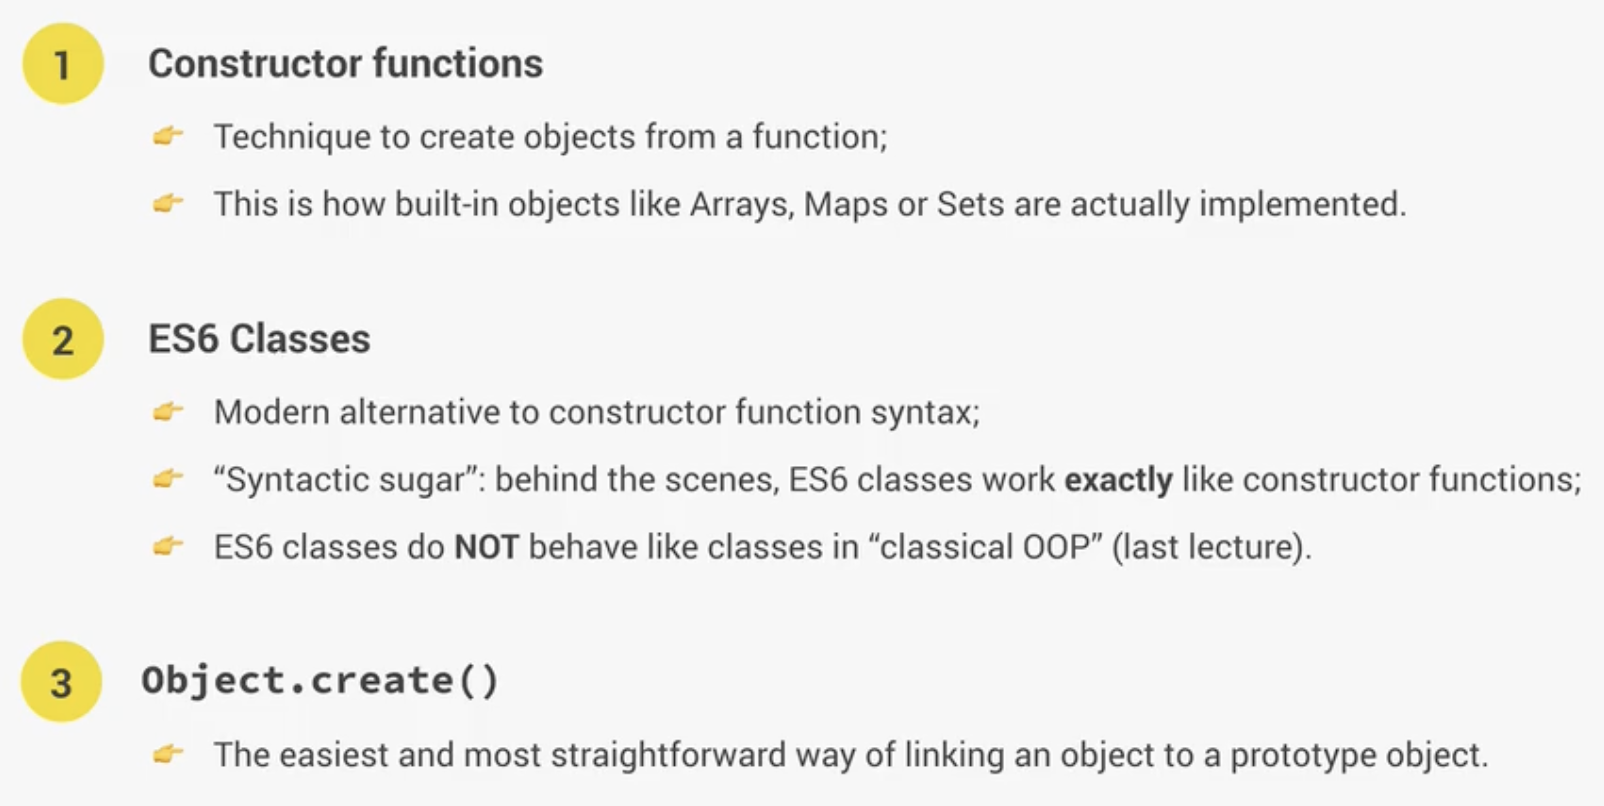 1 Constructor functions
👉 Technique to create objects from a function;
👉 This is how built-in objects like Arrays, Maps or Sets are actually implemented.
2 ES6 Classes
👉 Modern alternative to constructor function syntax;
👉 “Syntactic sugar”: behind the scenes, ES6 classes work exactly like constructor functions;
👉 ES6 classes do NOT behave like classes in “classical OOP” (last lecture).
3 Object.create()
👉 The easiest and most straightforward way of linking an object to a prototype object.